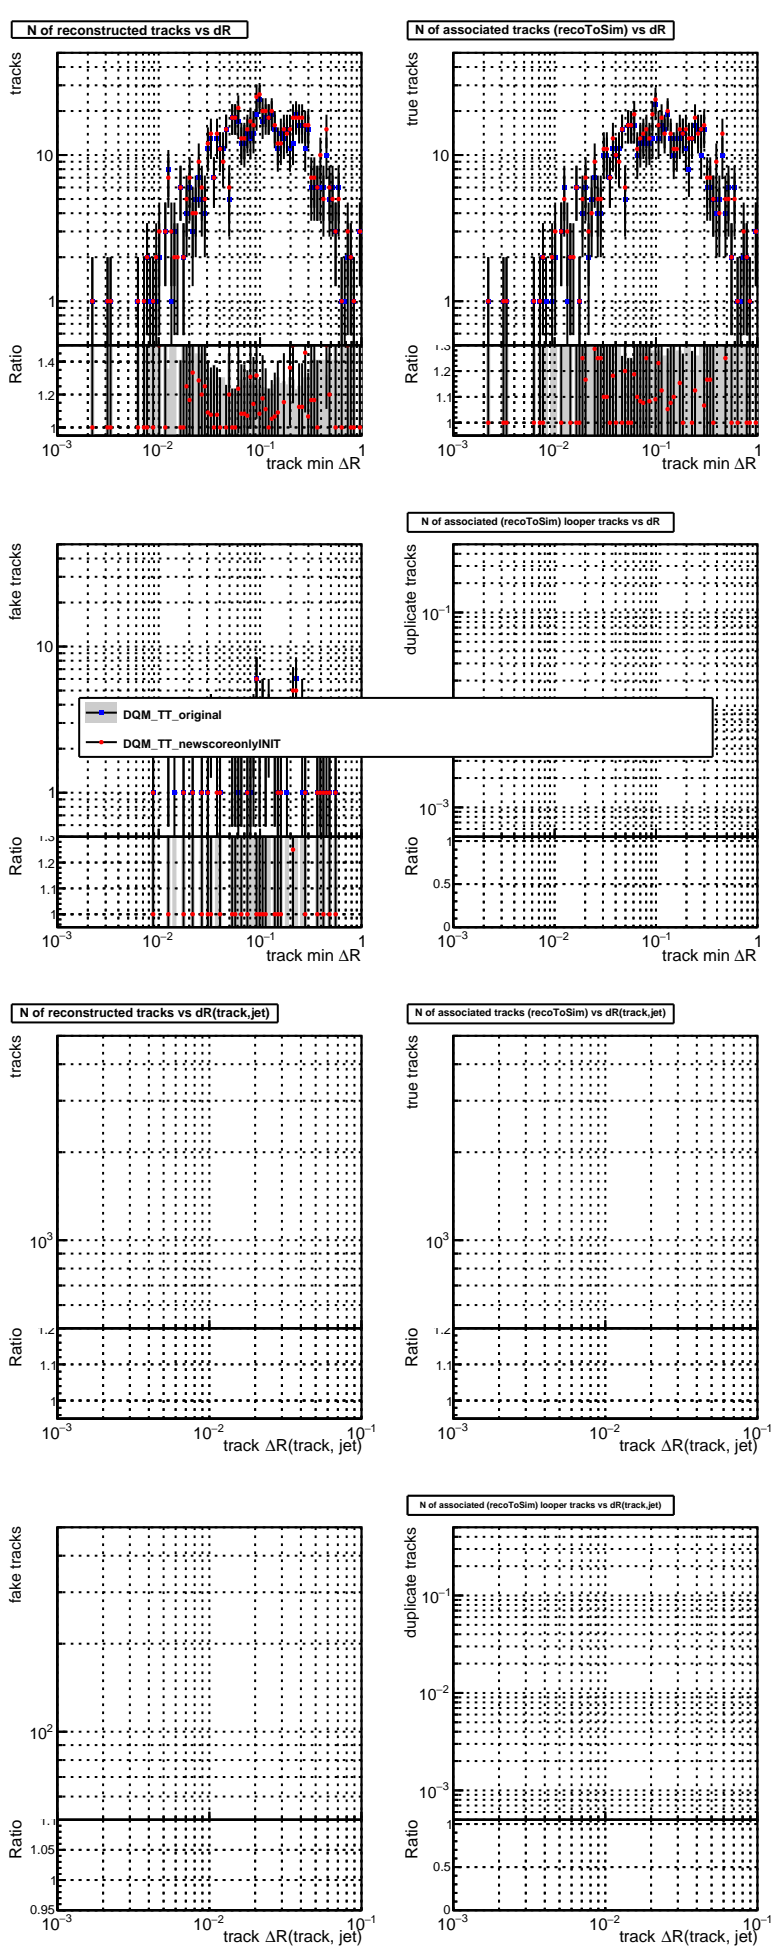 N of reconstructed tracks vs dR
tracks
10
1
Ratio
1.4
1.2
1
10−3
10−2
10−1
1
track min ΔR
N of associated tracks (recoToSim) vs dR
true tracks
10
1
Ratio
1.3
1.2
1.1
1
10−3
10−2
10−1
1
track min ΔR
fake tracks
10
1
Ratio
1.3
1.2
1.1
1
10−3
10−2
10−1
1
track min ΔR
N of associated (recoToSim) looper tracks vs dR
duplicate tracks
10−1
10−3
Ratio
1
0.5
0
10−3
10−2
10−1
1
track min ΔR
DQM_TT_original
DQM_TT_newscoreonlyINIT
N of reconstructed tracks vs dR(track,jet)
tracks
103
Ratio
1.2
1.1
1
10−3
10−2
10−1
track ΔR(track, jet)
N of associated tracks (recoToSim) vs dR(track,jet)
true tracks
103
Ratio
1.2
1.1
1
10−3
10−2
10−1
track ΔR(track, jet)
fake tracks
102
Ratio
1.1
1.05
1
0.95
10−3
10−2
10−1
track ΔR(track, jet)
N of associated (recoToSim) looper tracks vs dR(track,jet)
duplicate tracks
10−1
10−2
10−3
Ratio
1
0.5
0
10−3
10−2
10−1
track ΔR(track, jet)